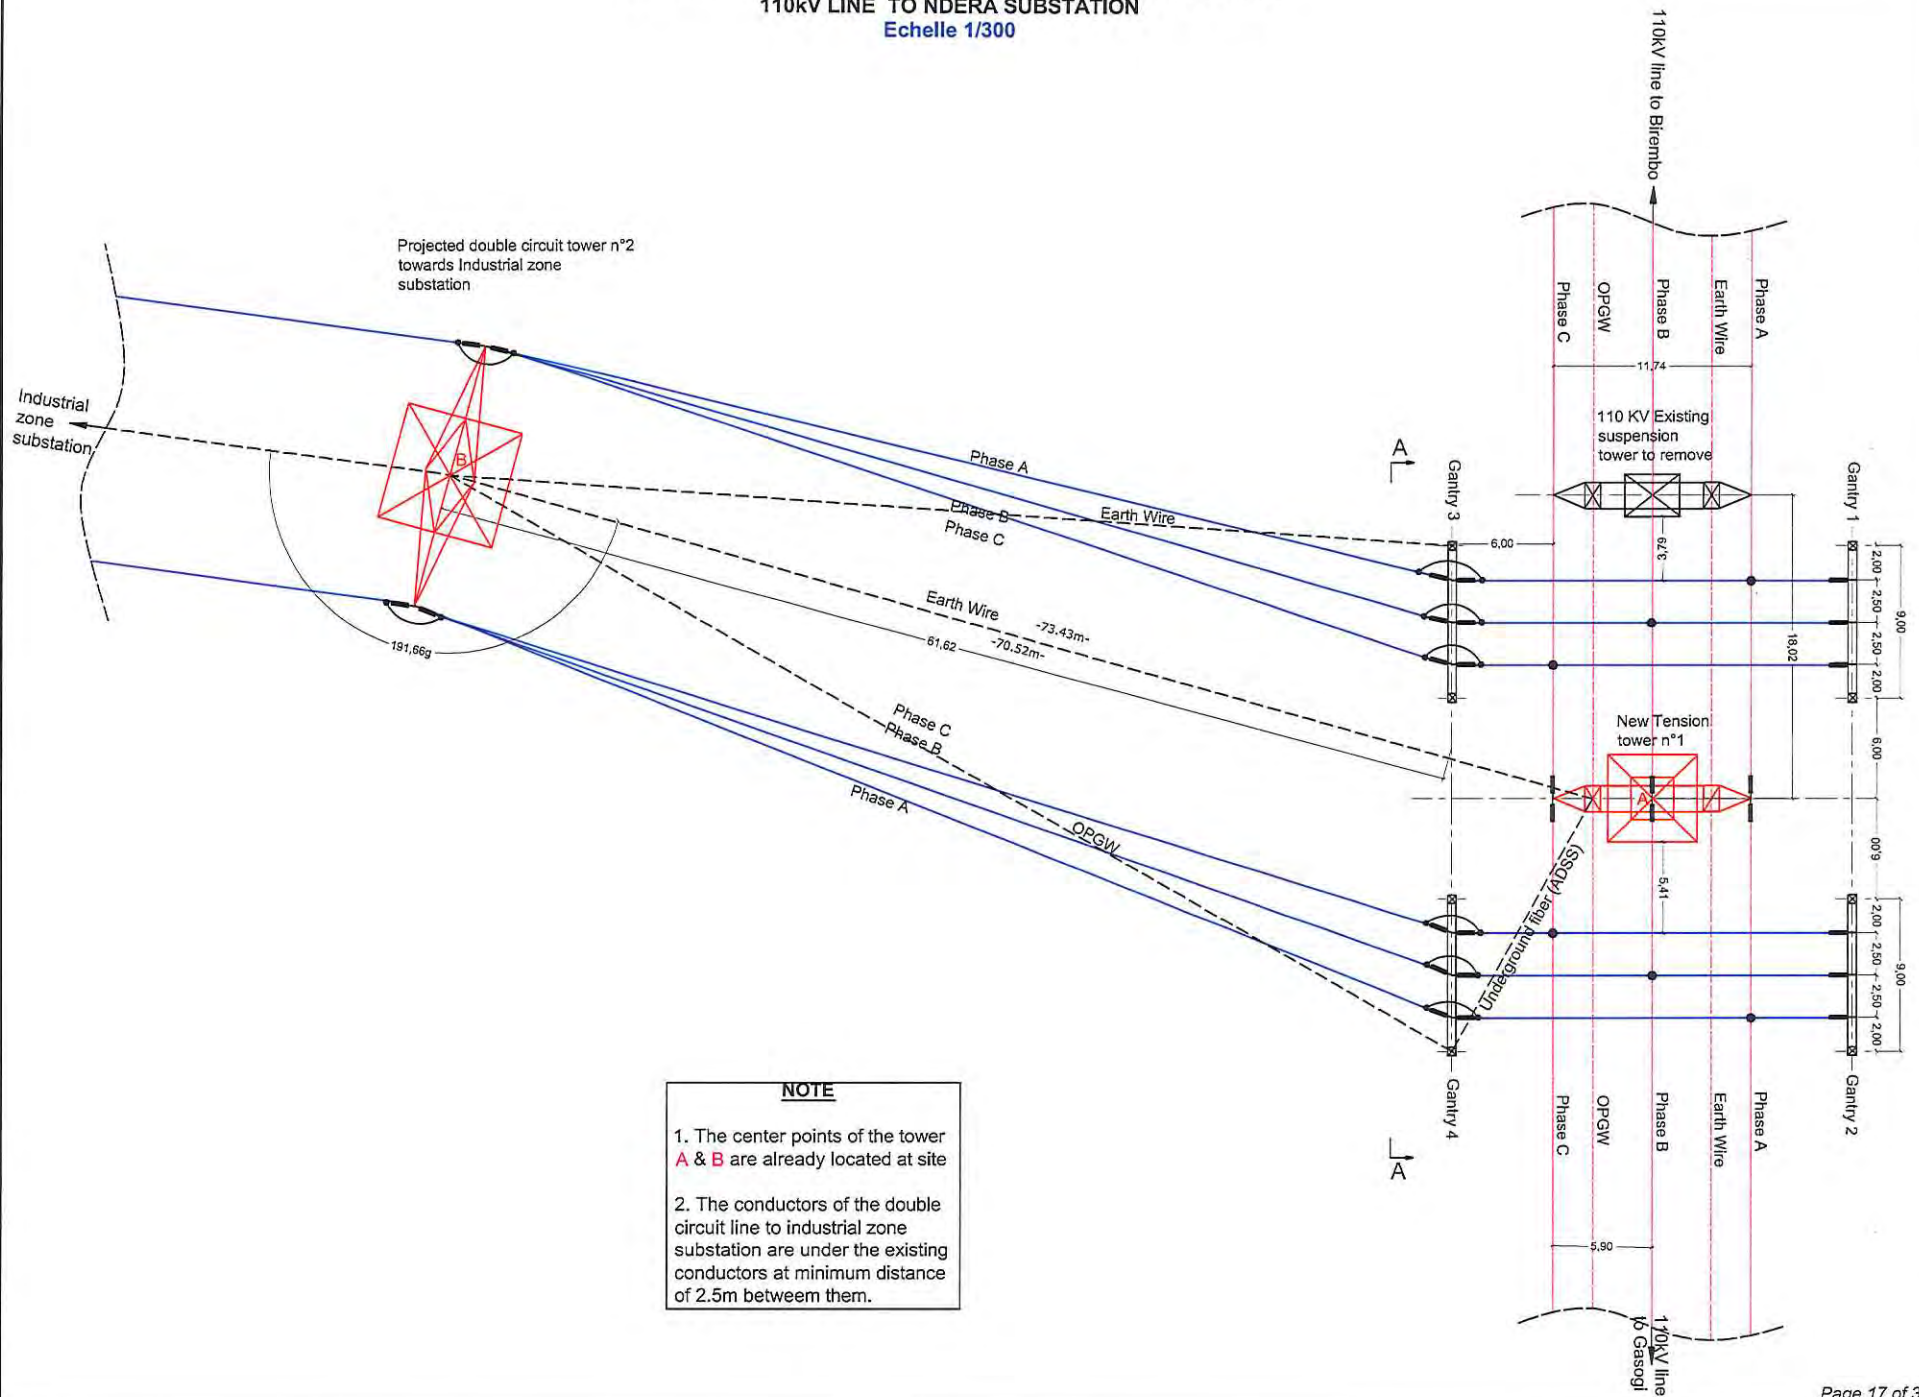 110kV LINE TO NDERA SUBSTATION
Echelle 1/300
110kV line to Birembo
Projected double circuit tower n°2
towards Industrial zone
substation
Industrial
zone
substation
B
191,66g
Phase A
Phase B
Phase C
Earth Wire
Earth Wire
-73.43m-
-70.52m-
61,62
Phase C
Phase B
Phase A
OPGW
Underground fiber (ADSS)
A
Gantry 3
6,00
Phase C
OPGW
Phase B
Earth Wire
Phase A
11,74
110 KV Existing
suspension
tower to remove
3,79
18,02
Gantry 1
2,00
2,50
2,50
2,00
9,00
6,00
New Tension
tower n°1
A
5,41
6,00
2,00
2,50
2,50
2,00
9,00
Gantry 4
A
Gantry 2
Phase C
OPGW
Phase B
Earth Wire
Phase A
5,90
110kV line
to Gasogi
NOTE
1. The center points of the tower
A & B are already located at site
2. The conductors of the double
circuit line to industrial zone
substation are under the existing
conductors at minimum distance
of 2.5m betweem them.
Page 17 of 3